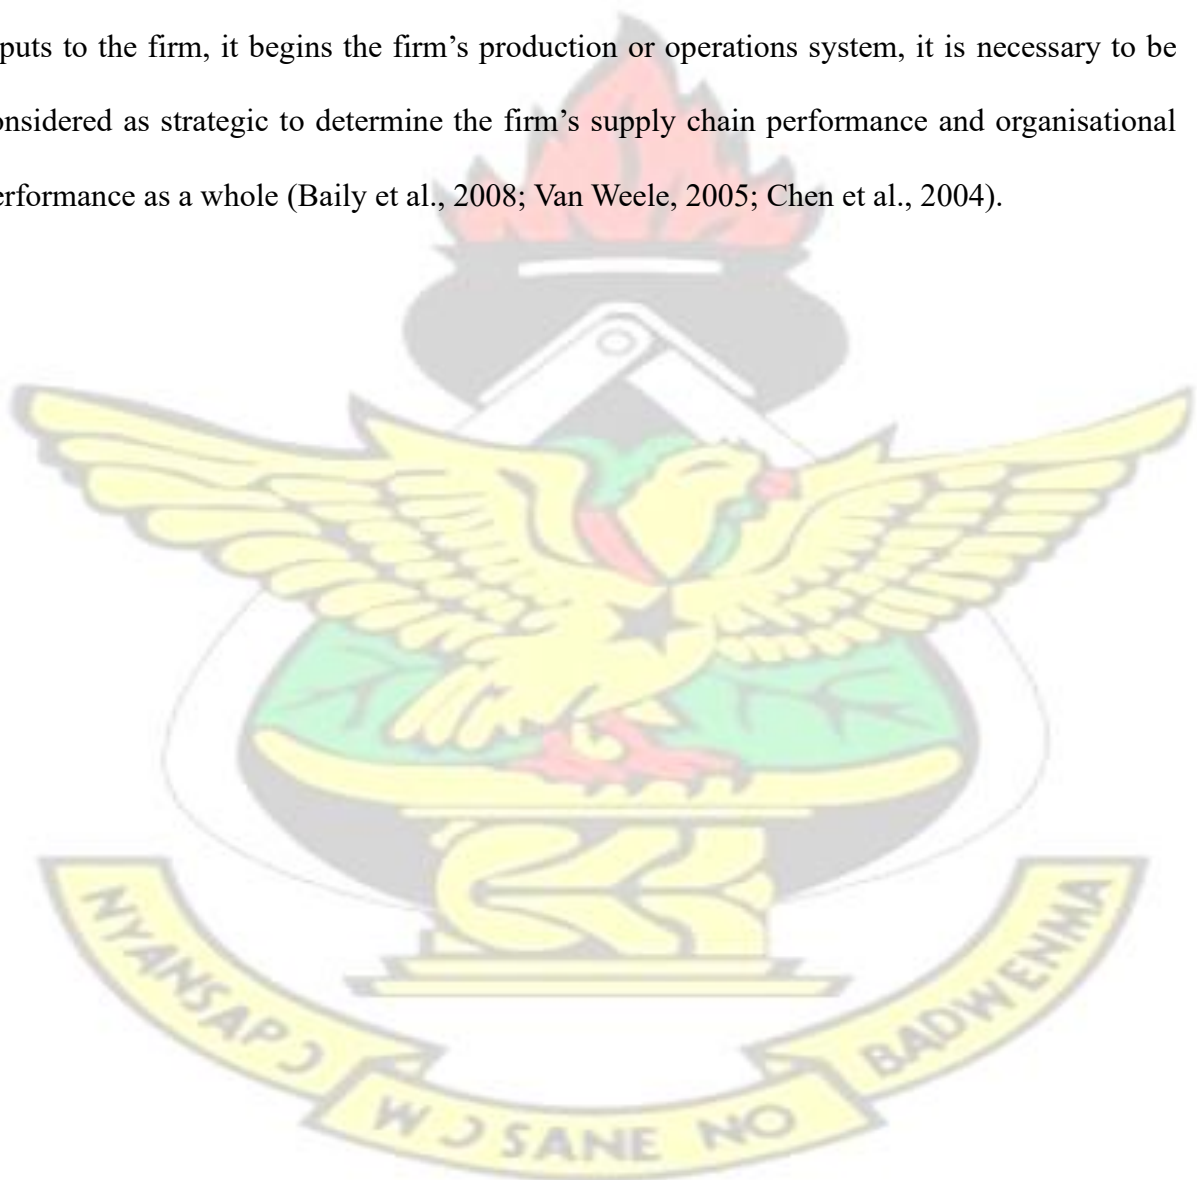 puts to the firm, it begins the firm’s production or operations system, it is necessary to be
onsidered as strategic to determine the firm’s supply chain performance and organisational
erformance as a whole (Baily et al., 2008; Van Weele, 2005; Chen et al., 2004).
NYANSAPƆ
WƆ SANE NO
BADWENMA